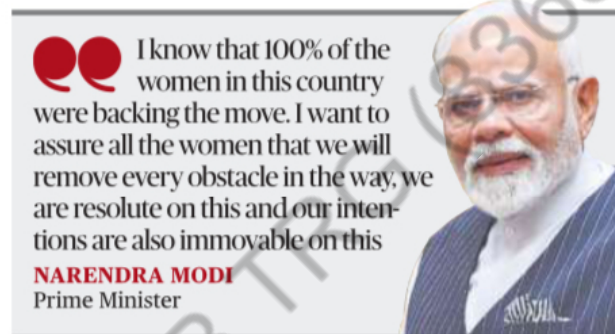 I know that 100% of the
women in this country
were backing the move. I want to
assure all the women that we will
remove every obstacle in the way, we
are resolute on this and our inten-
tions are also immovable on this
NARENDRA MODI
Prime Minister